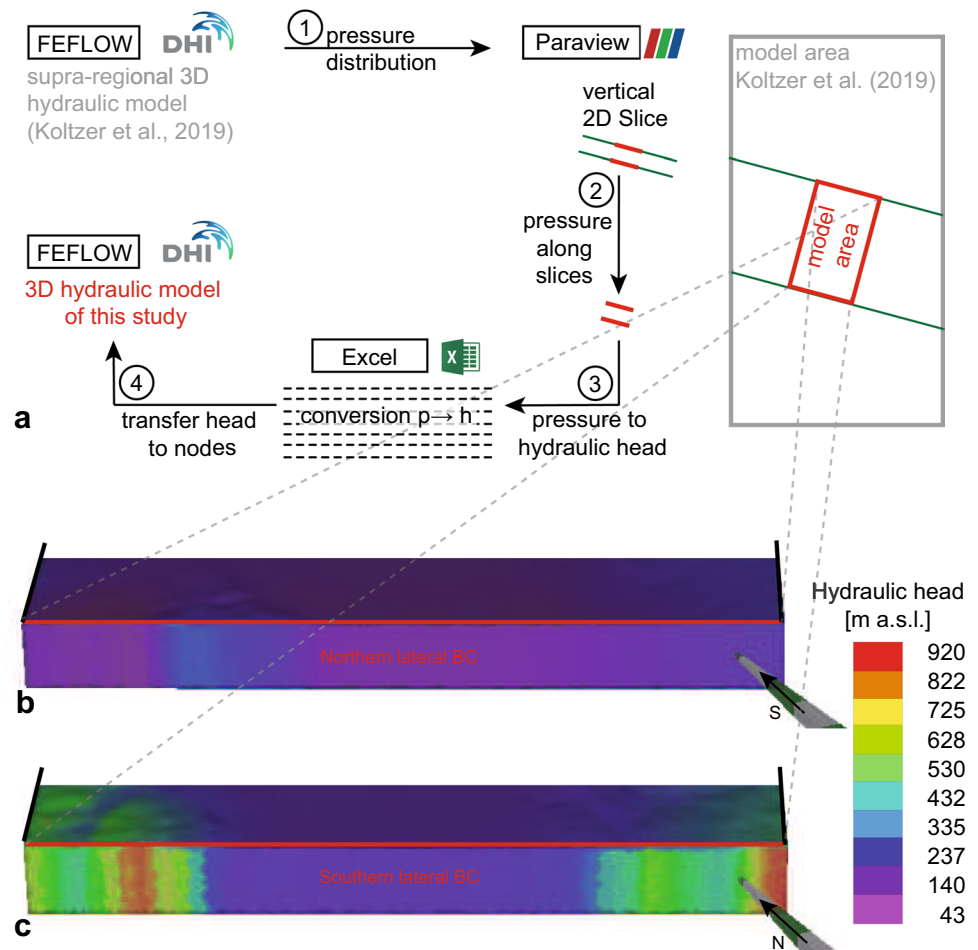 FEFLOW
DHI
supra-regional 3D
hydraulic model
(Koltzer et al., 2019)
1
pressure
distribution
Paraview
vertical
2D Slice
2
pressure
along
slices
model area
Koltzer et al. (2019)
model
area
FEFLOW
DHI
3D hydraulic model
of this study
Excel
X
conversion p→ h
3
pressure to
hydraulic head
4
transfer head
to nodes
a
Northern lateral BC
S
b
Southern lateral BC
N
c
Hydraulic head
[m a.s.l.]
920
822
725
628
530
432
335
237
140
43